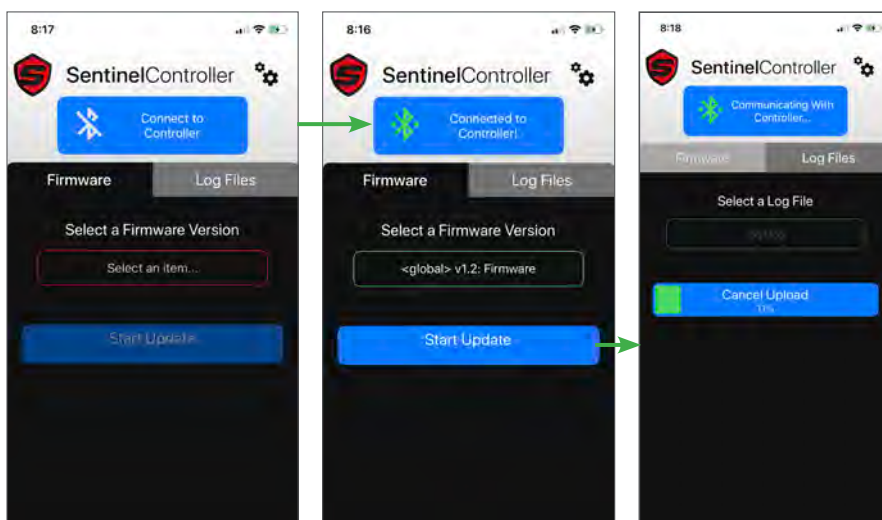 8:17
SentinelController
Connect to
Controller
Firmware
Log Files
Select a Firmware Version
Select an item...
Start Update
8:16
SentinelController
Connected to
Controller!
Firmware
Log Files
Select a Firmware Version
<global> v1.2: Firmware
Start Update
8:18
SentinelController
Communicating With
Controller...
Firmware
Log Files
Select a Log File
Cancel Upload